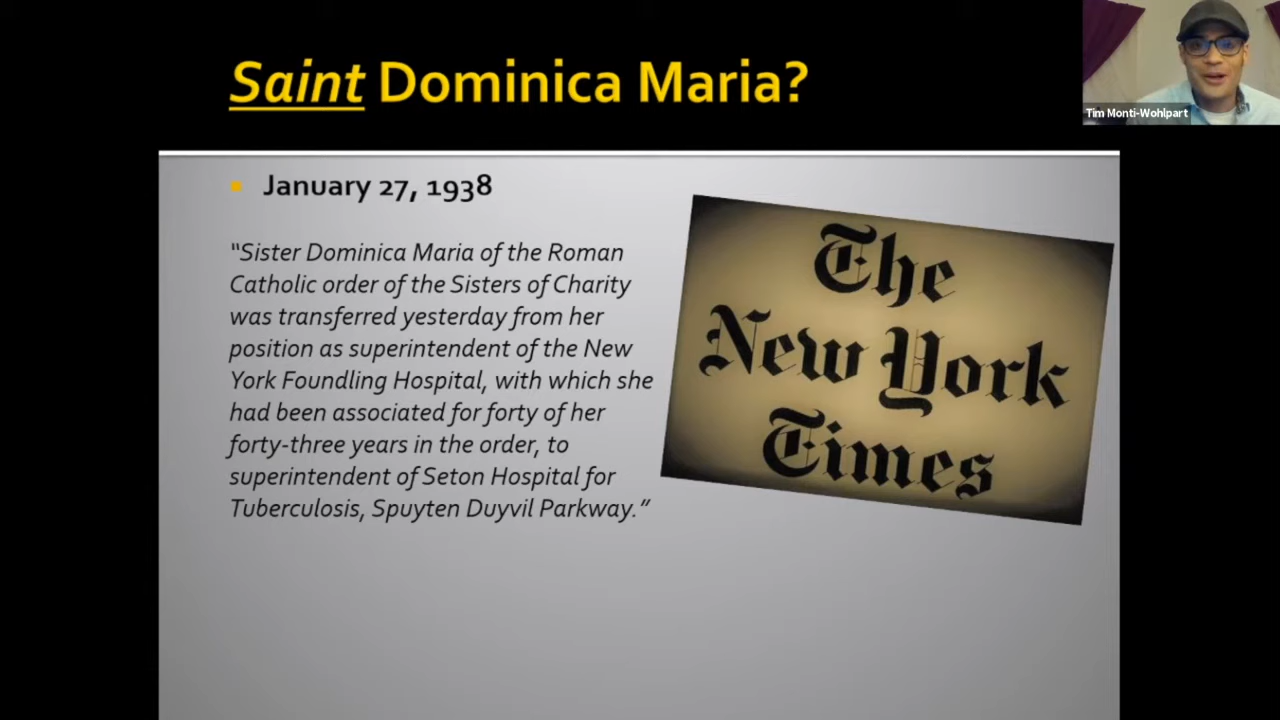 Saint Dominica Maria?
Tim Monti-Wohlpart
January 27, 1938
"Sister Dominica Maria of the Roman
Catholic order of the Sisters of Charity
was transferred yesterday from her
position as superintendent of the New
York Foundling Hospital, with which she
had been associated for forty of her
forty-three years in the order, to
superintendent of Seton Hospital for
Tuberculosis, Spuyten Duyvil Parkway."
The
New York
Times